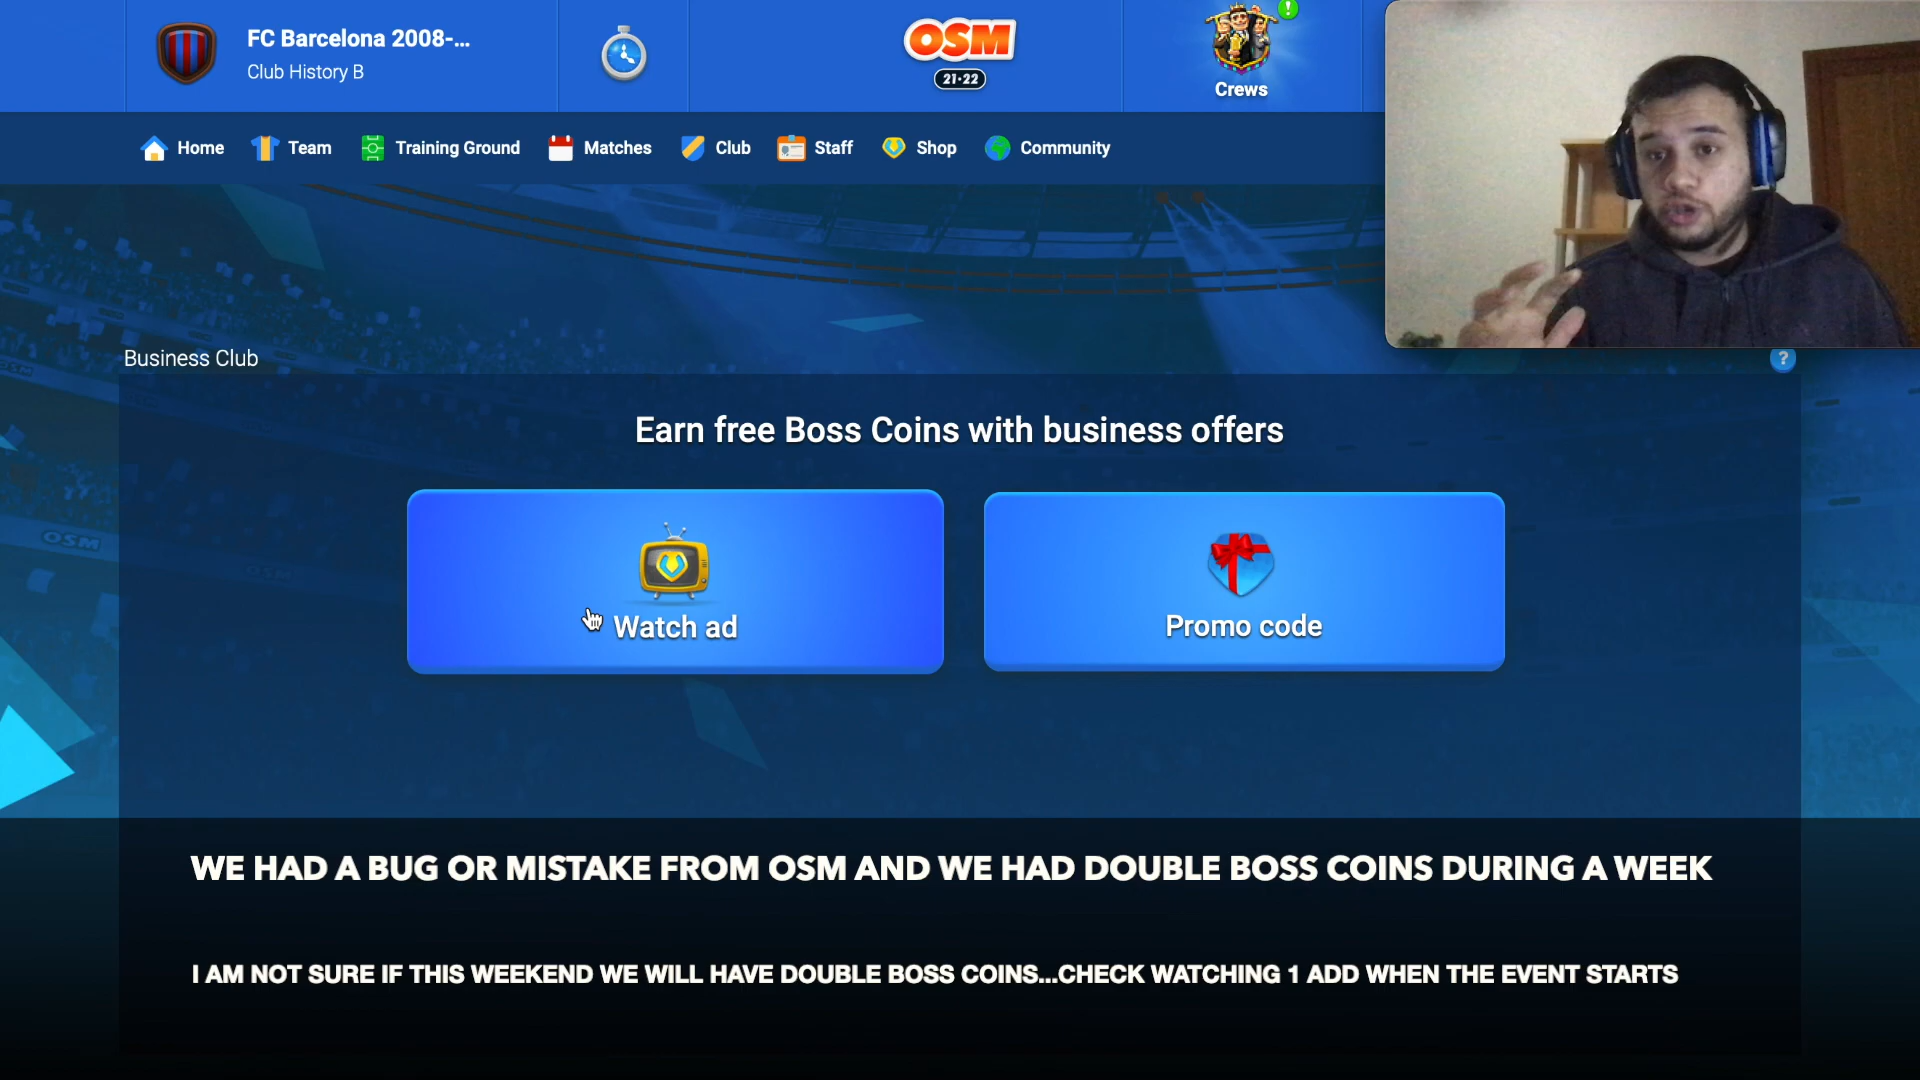 FC Barcelona 2008-...
Club History B
OSM
21·22
!
Crews
Home
Team
Training Ground
Matches
Club
Staff
Shop
Community
Business Club
?
Earn free Boss Coins with business offers
Watch ad
Promo code
OSM
OSM
WE HAD A BUG OR MISTAKE FROM OSM AND WE HAD DOUBLE BOSS COINS DURING A WEEK
I AM NOT SURE IF THIS WEEKEND WE WILL HAVE DOUBLE BOSS COINS...CHECK WATCHING 1 ADD WHEN THE EVENT STARTS